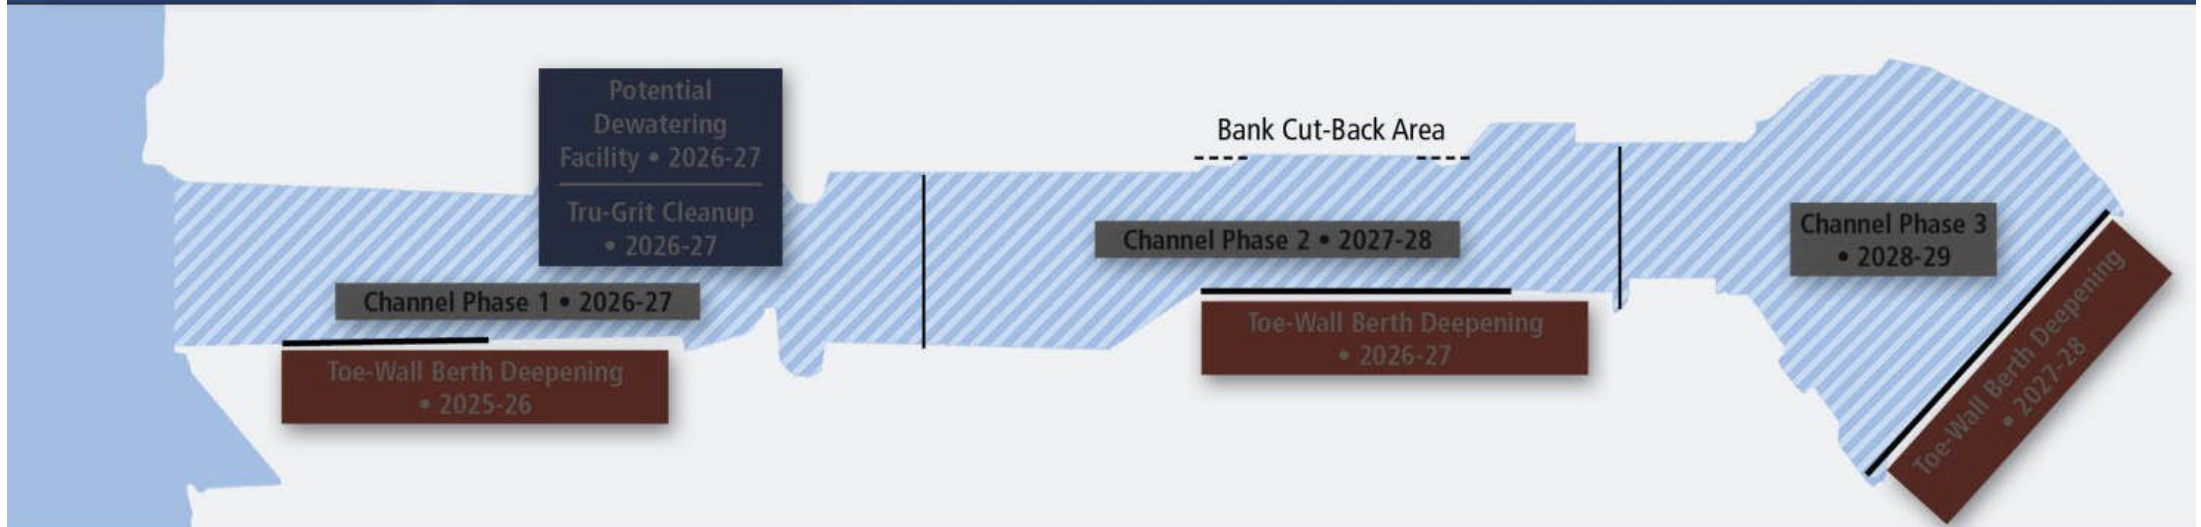 Potential
Dewatering
Facility • 2026-27
Tru-Grit Cleanup
• 2026-27
Channel Phase 1 • 2026-27
Toe-Wall Berth Deepening
• 2025-26
Bank Cut-Back Area
Channel Phase 2 • 2027-28
Toe-Wall Berth Deepening
• 2026-27
Channel Phase 3
• 2028-29
Toe-Wall Berth Deepening
• 2027-28